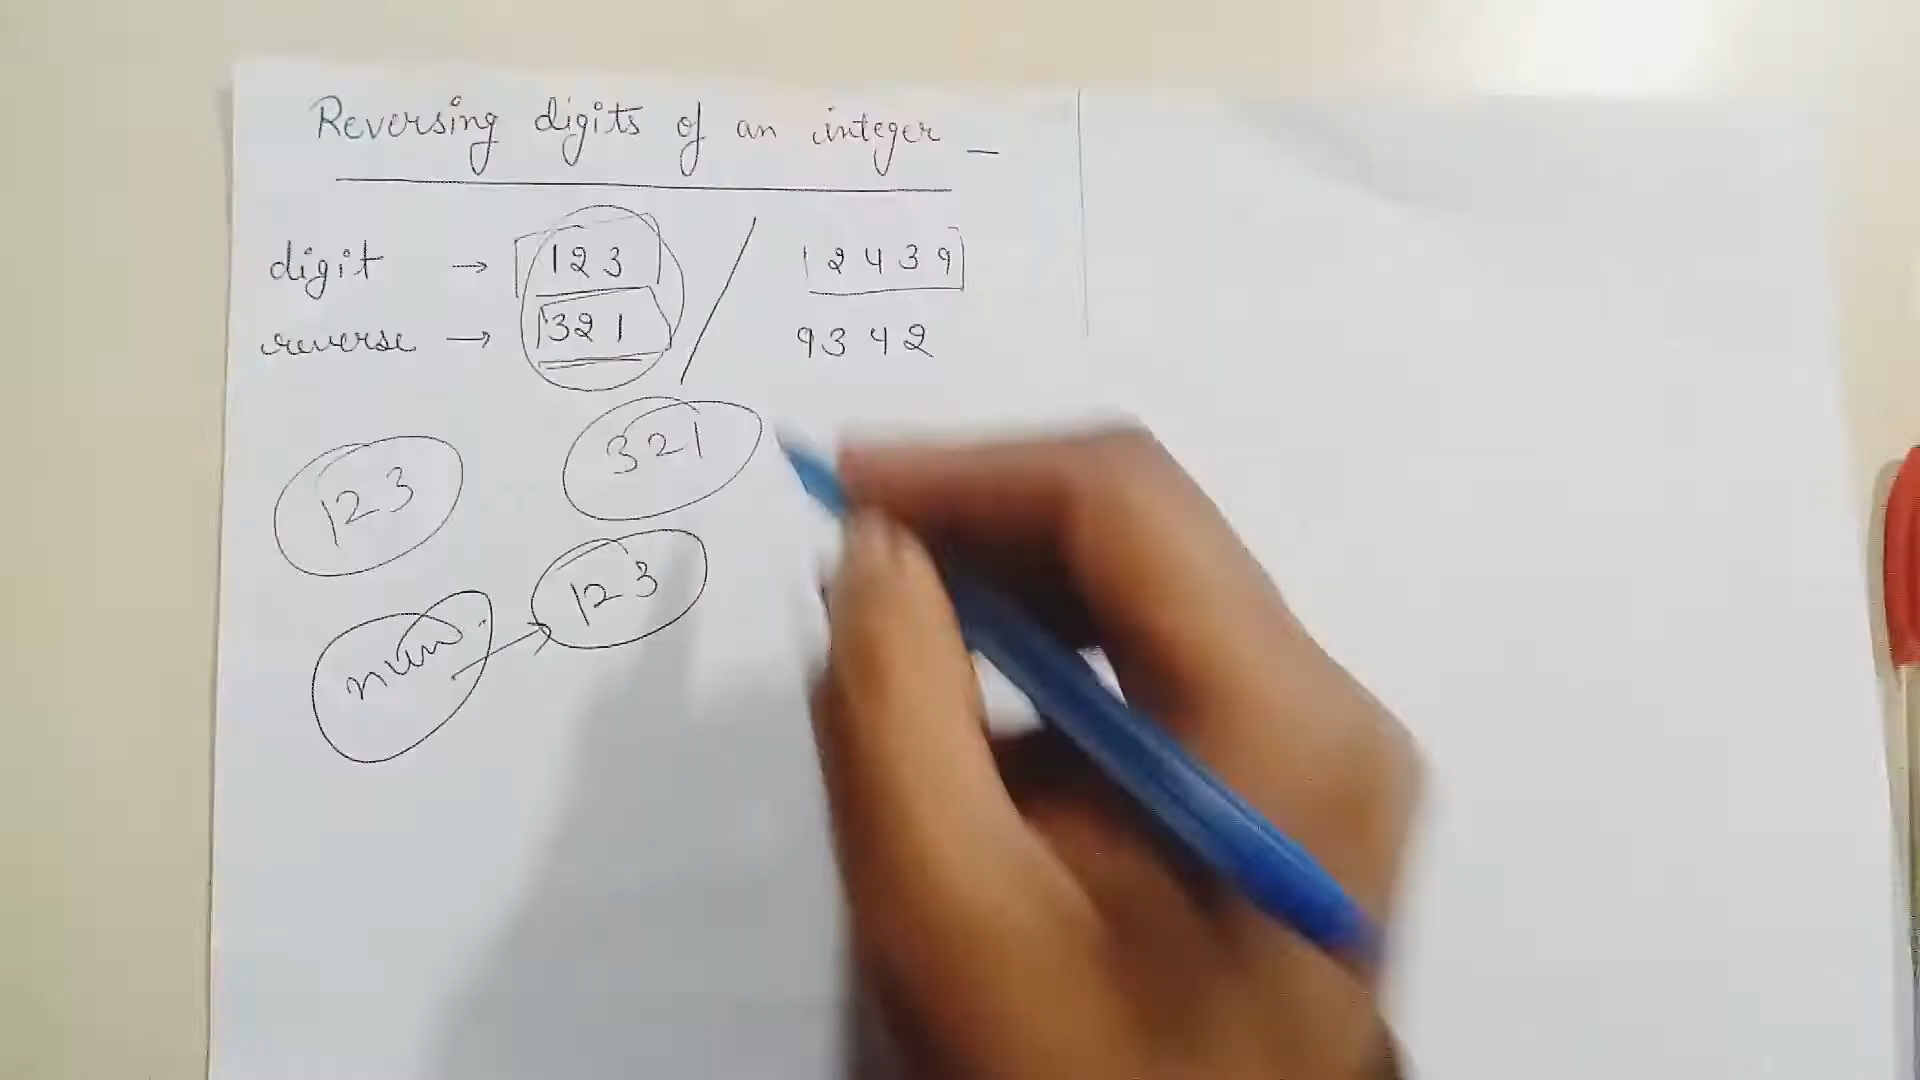 Reversing digits of an integer -
digit → 123 / 12439
reverse → 321 9342
123 321
num. → 123